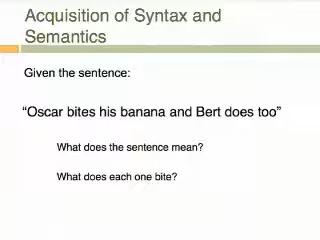 Acquisition of Syntax and
Semantics
Given the sentence:
“Oscar bites his banana and Bert does too”
What does the sentence mean?
What does each one bite?